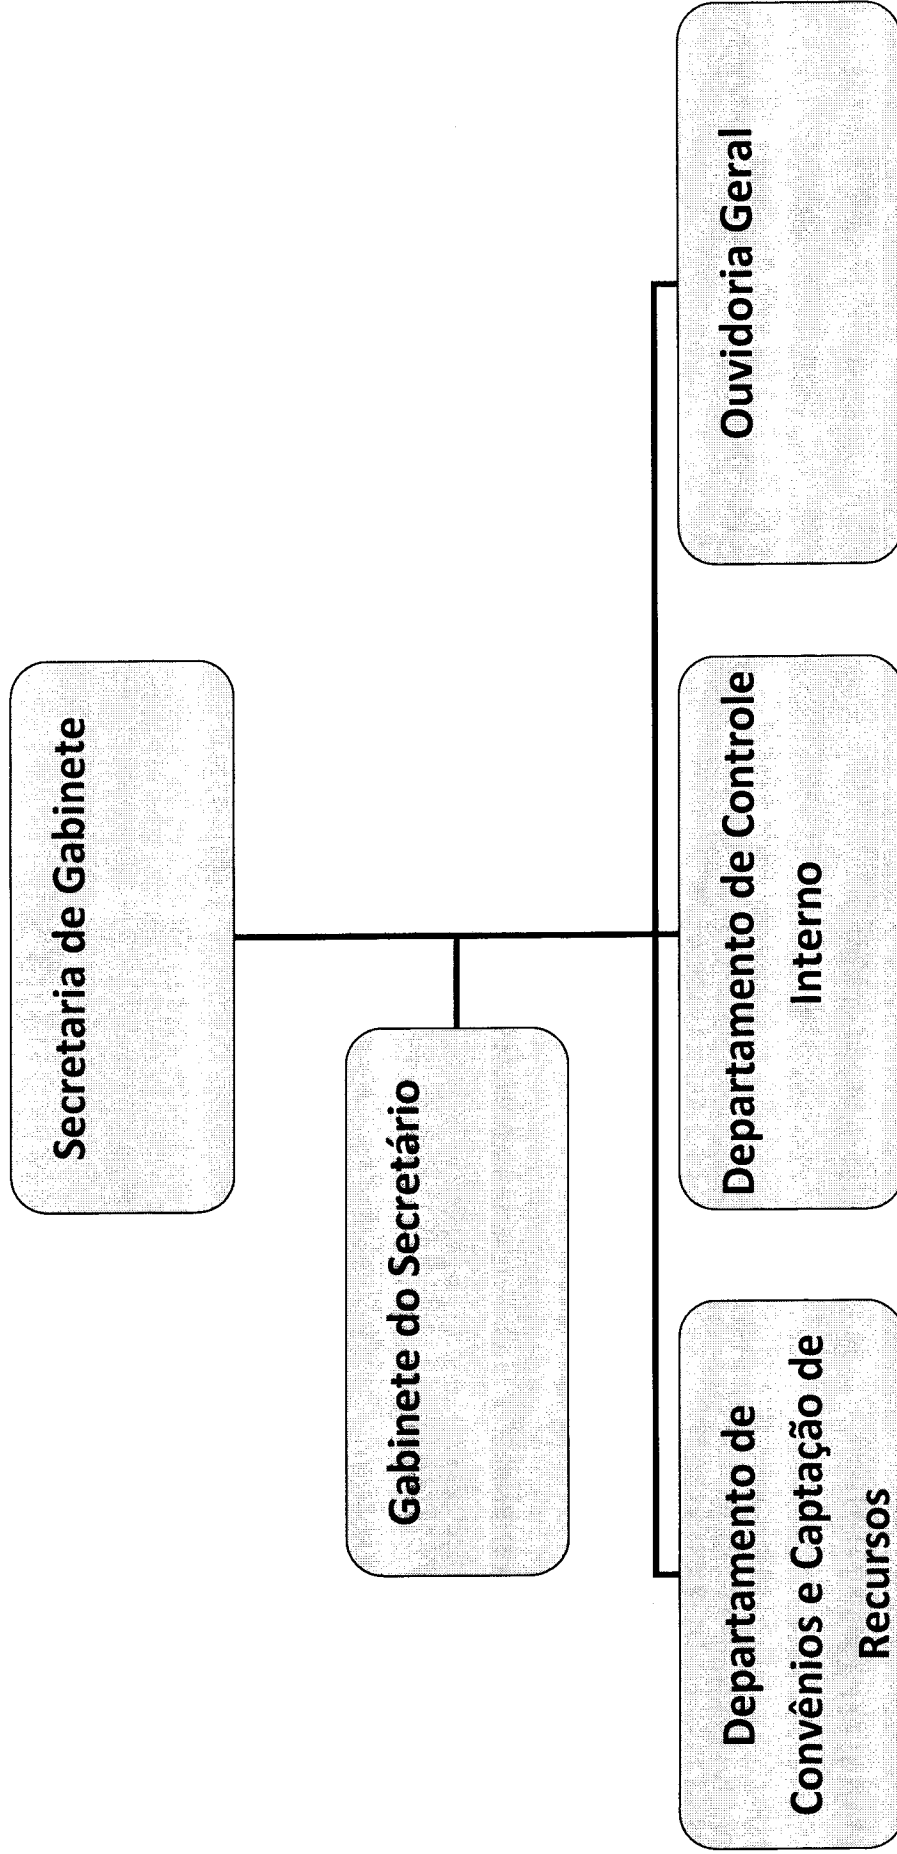 Secretaria de Gabinete
Gabinete do Secretário
Departamento de
Convênios e Captação de
Recursos
Departamento de Controle
Interno
Ouvidoria Geral